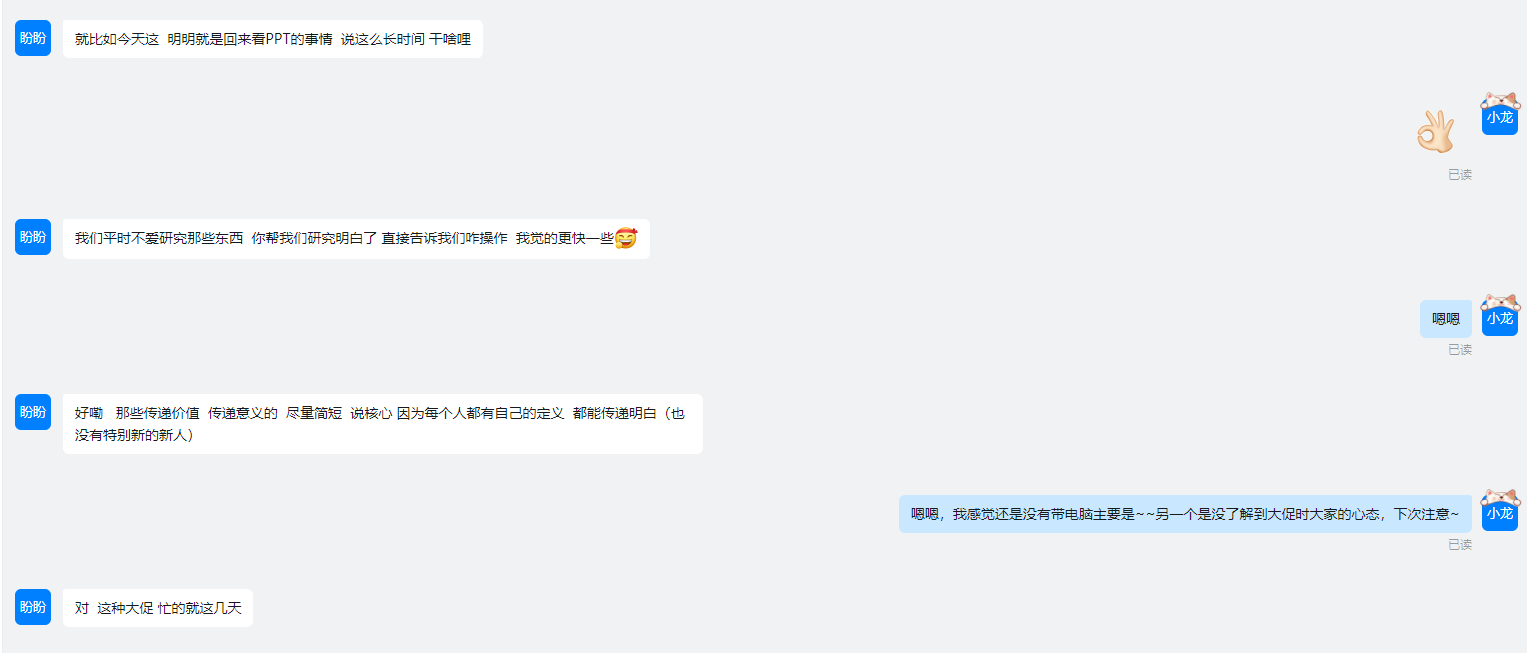 盼盼
就比如今天这 明明就是回来看PPT的事情 说这么长时间 干啥哩
小龙
已读
盼盼
我们平时不爱研究那些东西 你帮我们研究明白了 直接告诉我们咋操作 我觉的更快一些
小龙
嗯嗯
已读
盼盼
好嘞 那些传递价值 传递意义的 尽量简短 说核心 因为每个人都有自己的定义 都能传递明白（也
没有特别新的新人）
小龙
嗯嗯，我感觉还是没有带电脑主要是~~另一个是没了解到大促时大家的心态，下次注意~
已读
盼盼
对 这种大促 忙的就这几天